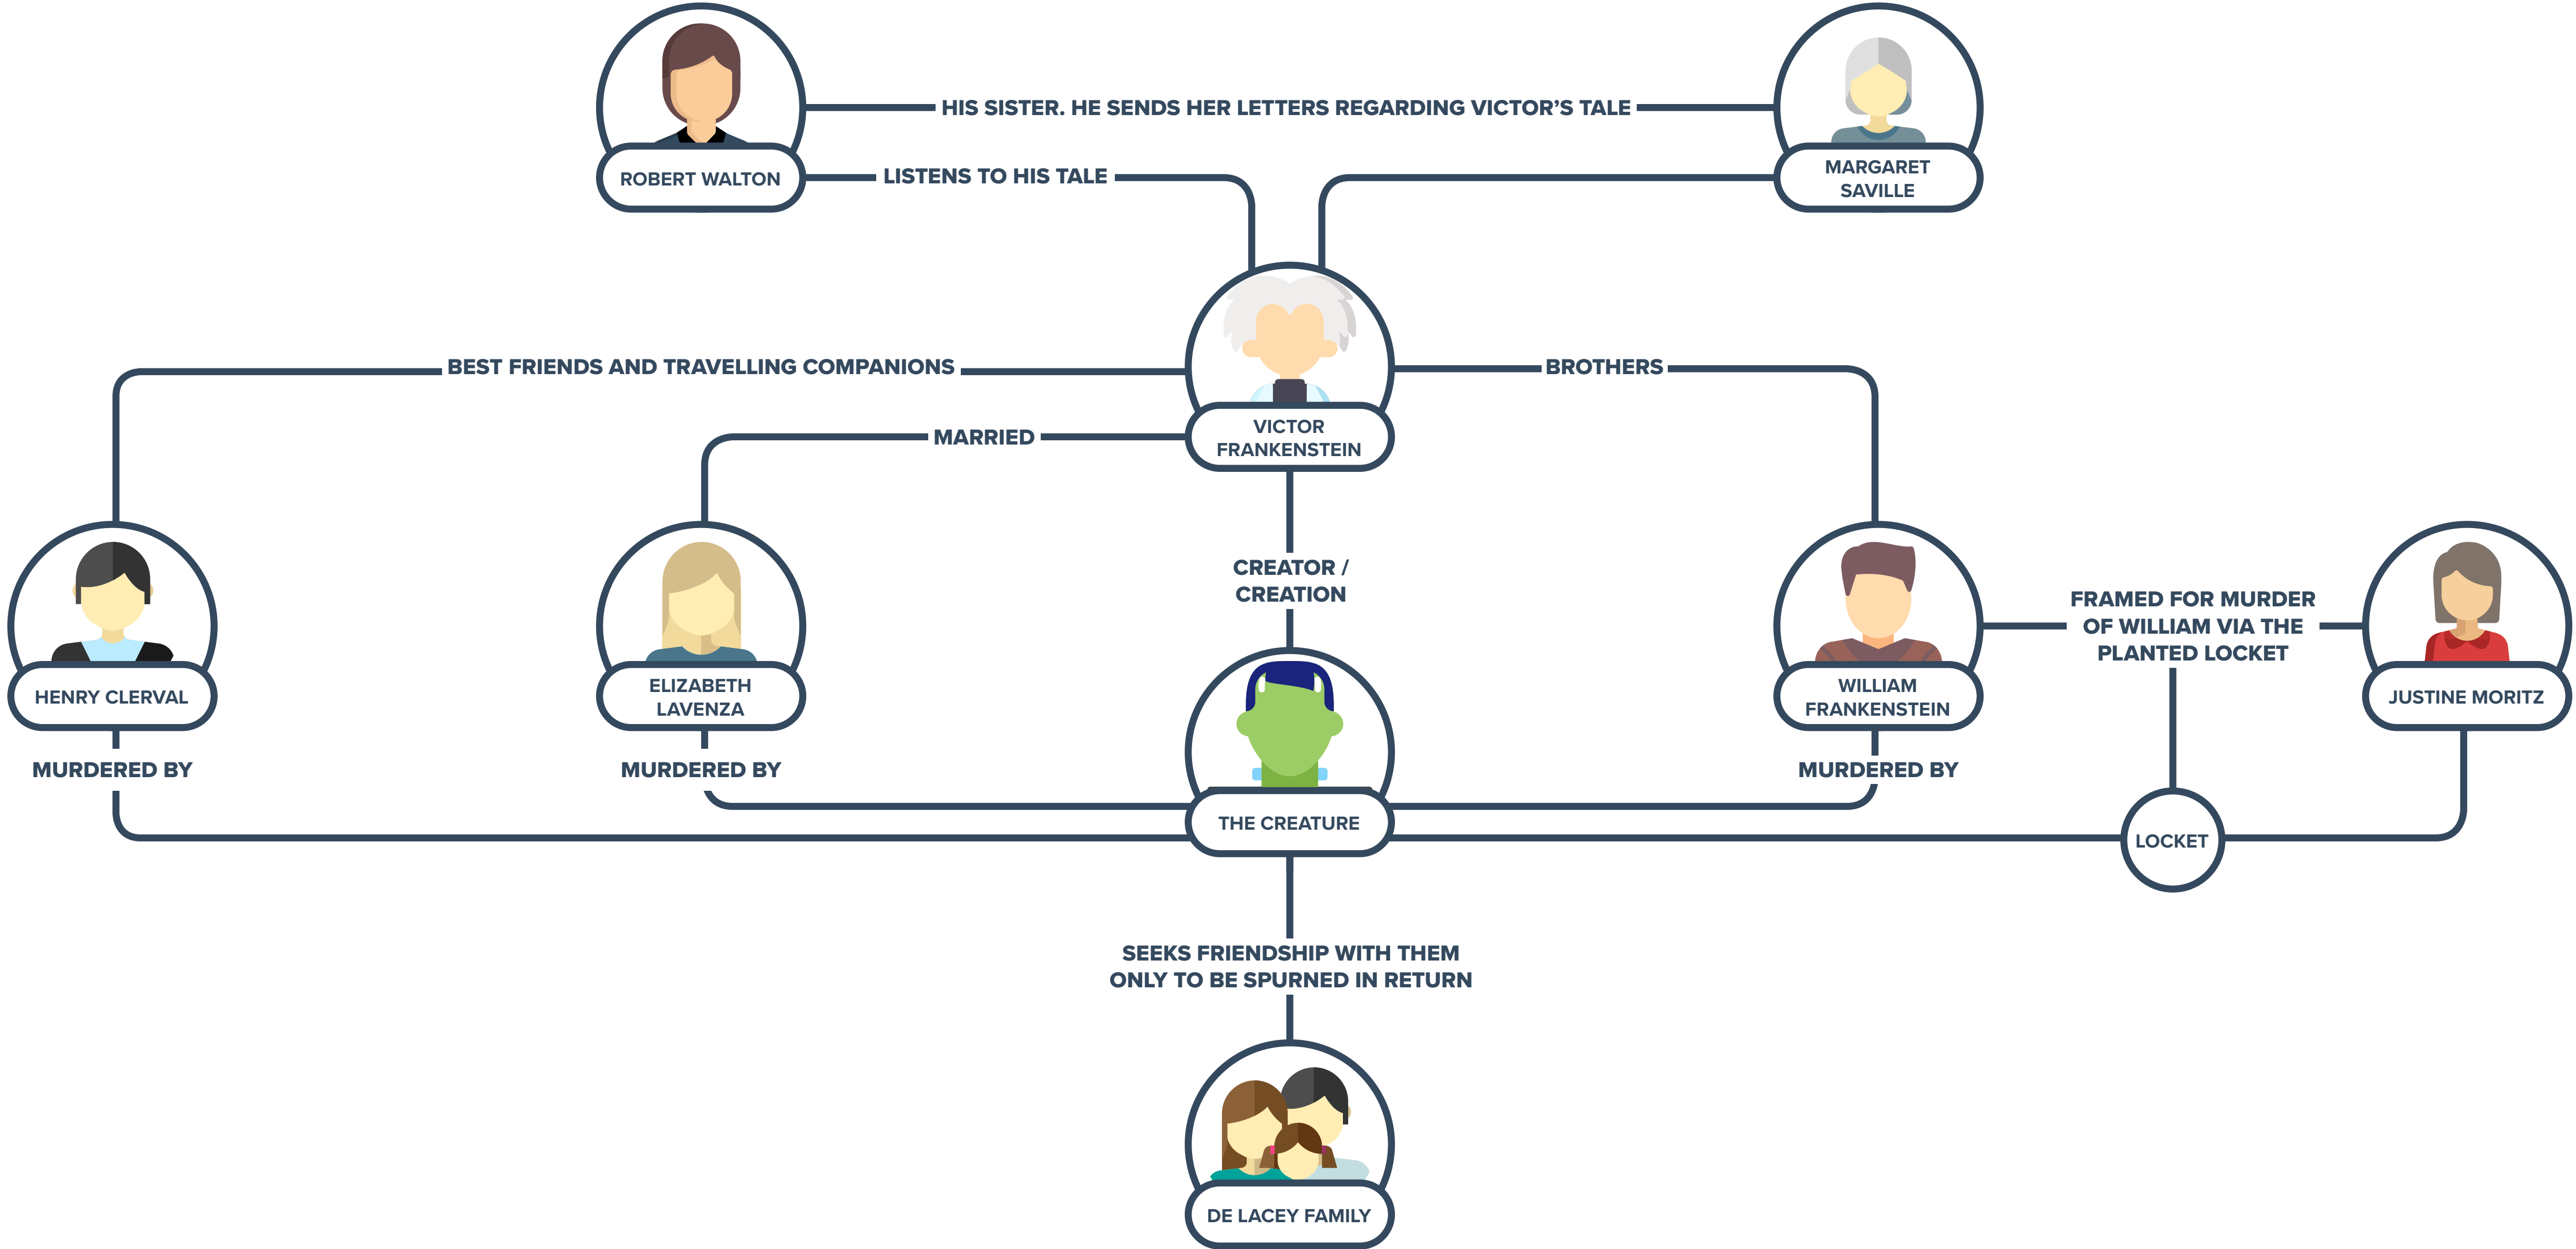 HIS SISTER. HE SENDS HER LETTERS REGARDING VICTOR’S TALE
ROBERT WALTON
LISTENS TO HIS TALE
MARGARET
SAVILLE
BEST FRIENDS AND TRAVELLING COMPANIONS
BROTHERS
MARRIED
VICTOR
FRANKENSTEIN
CREATOR /
CREATION
FRAMED FOR MURDER
OF WILLIAM VIA THE
PLANTED LOCKET
HENRY CLERVAL
ELIZABETH
LAVENZA
WILLIAM
FRANKENSTEIN
JUSTINE MORITZ
MURDERED BY
MURDERED BY
MURDERED BY
THE CREATURE
LOCKET
SEEKS FRIENDSHIP WITH THEM
ONLY TO BE SPURNED IN RETURN
DE LACEY FAMILY